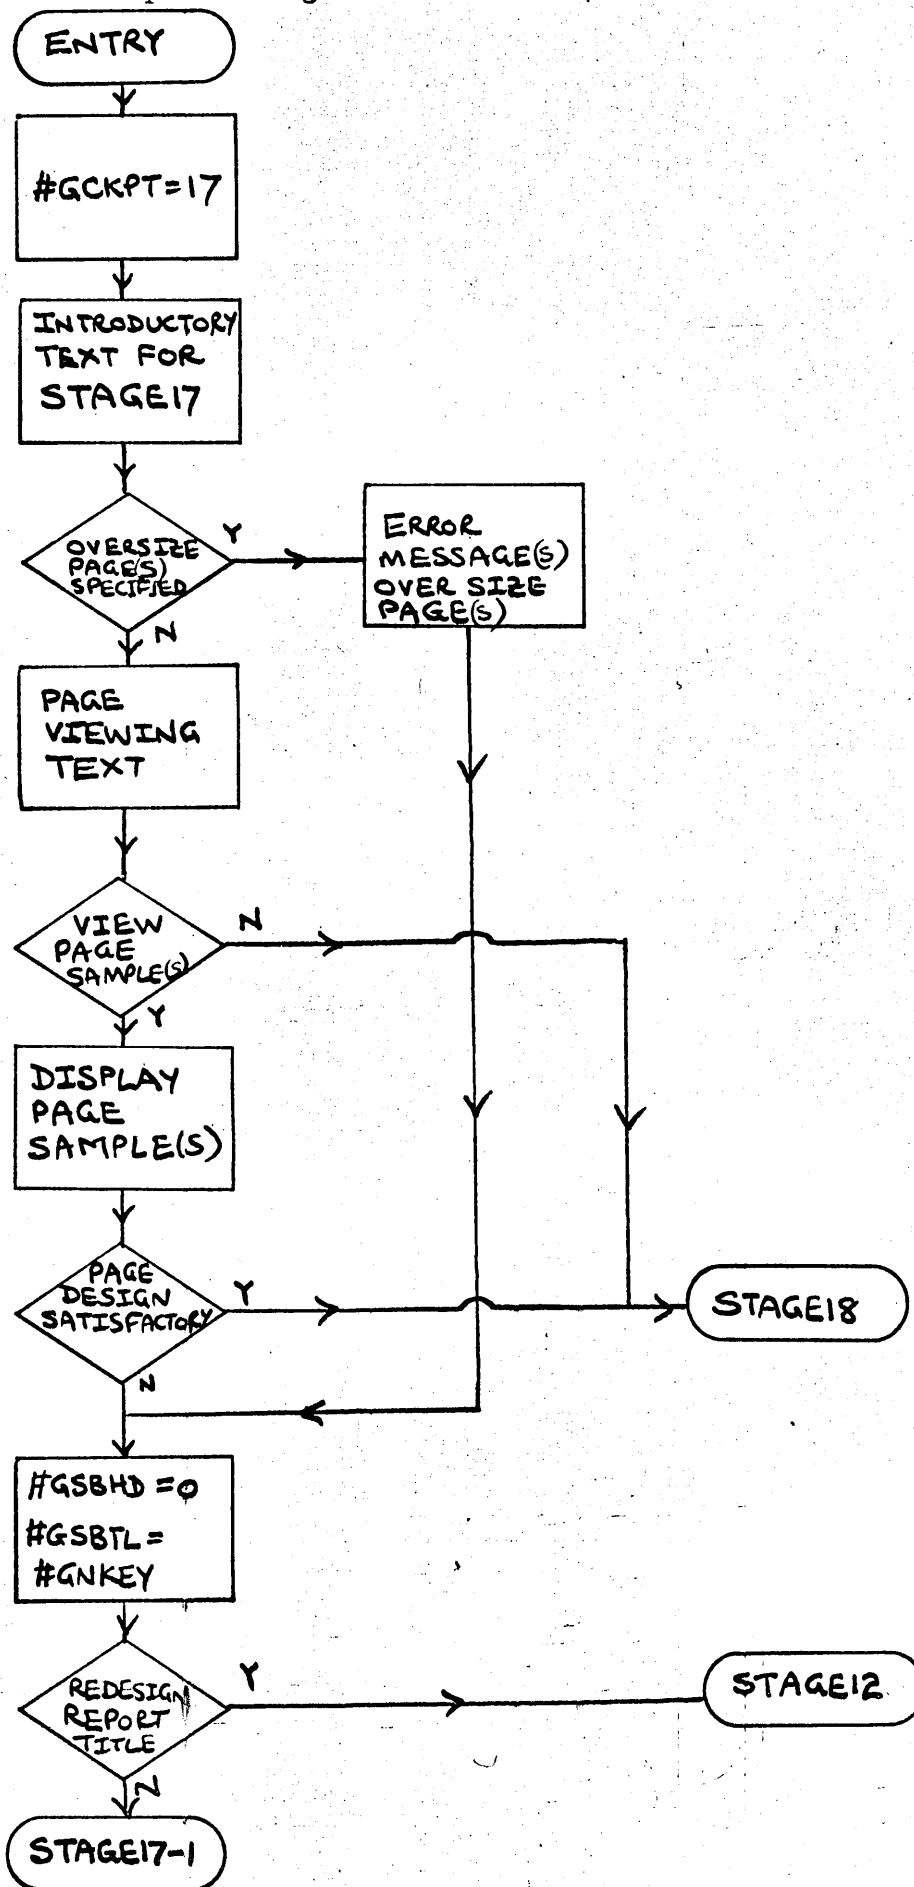 ENTRY
#GCKPT=17
INTRODUCTORY
TEXT FOR
STAGE17
OVERSIZE
PAGE(S)
SPECIFIED
Y
ERROR
MESSAGE(S)
OVER SIZE
PAGE(S)
N
PAGE
VIEWING
TEXT
VIEW
PAGE
SAMPLE(S)
N
Y
DISPLAY
PAGE
SAMPLE(S)
PAGE
DESIGN
SATISFACTORY
Y
STAGE18
N
#GSBHD =0
#GSBTL =
#GNKEY
REDESIGN
REPORT
TITLE
Y
STAGE12
N
STAGE17-1